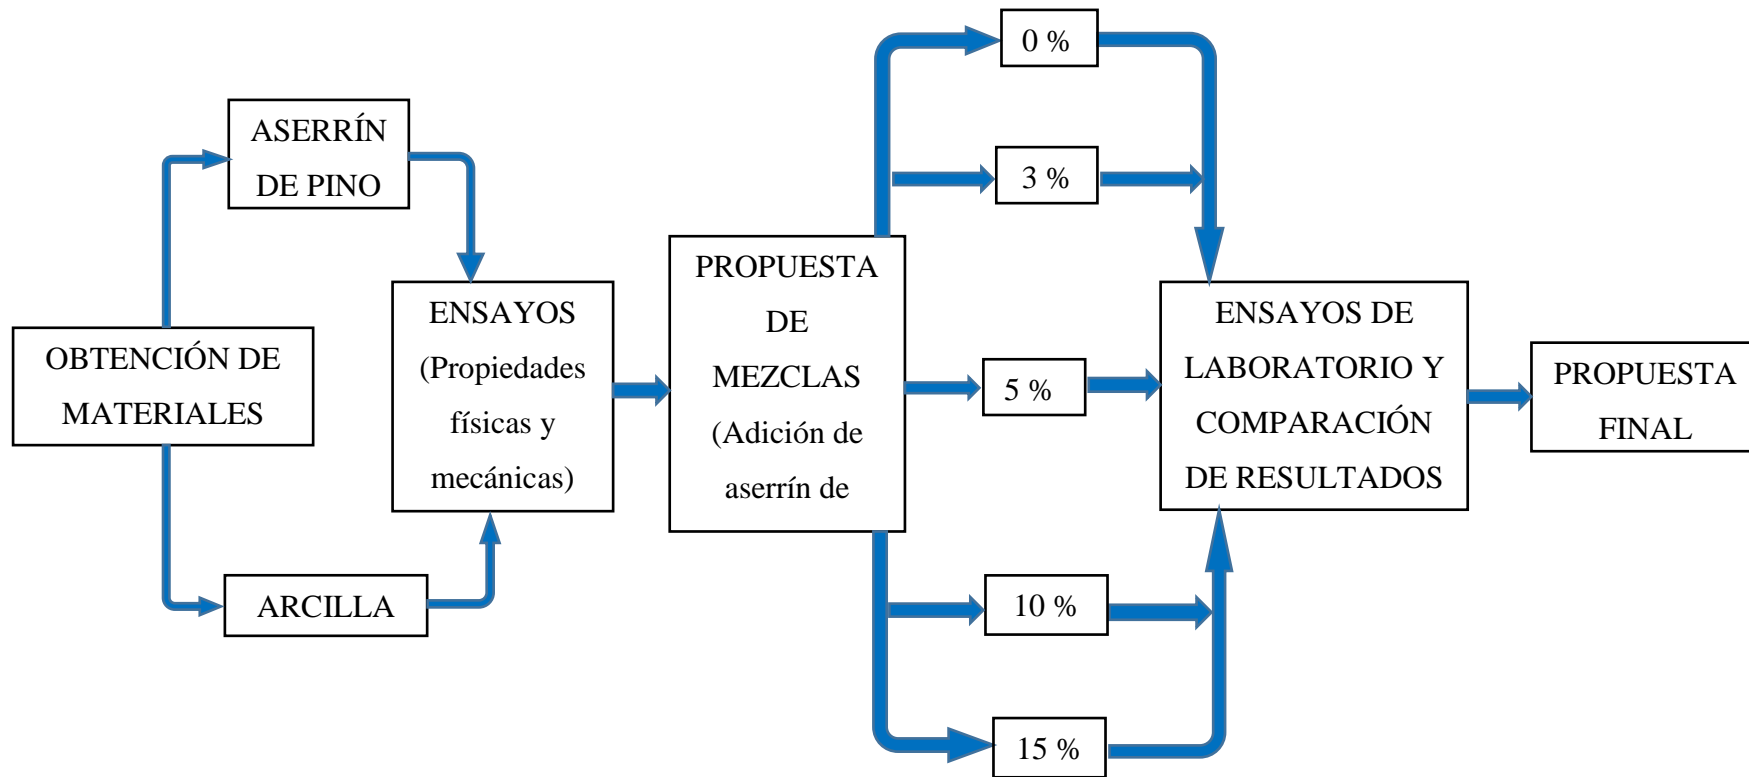 OBTENCIÓN DE
MATERIALES
ASERRÍN
DE PINO
ARCILLA
ENSAYOS
(Propiedades
físicas y
mecánicas)
PROPUESTA
DE
MEZCLAS
(Adición de
aserrín de
0 %
3 %
5 %
10 %
15 %
ENSAYOS DE
LABORATORIO Y
COMPARACIÓN
DE RESULTADOS
PROPUESTA
FINAL